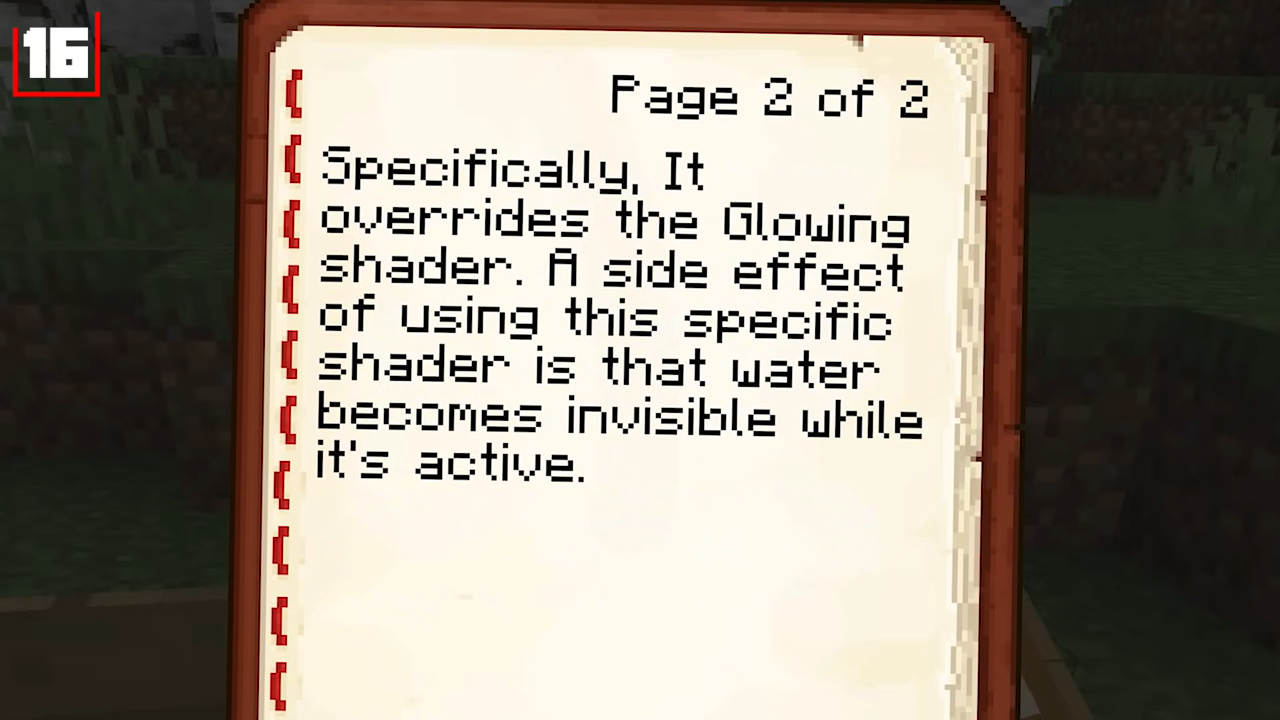 16
Page 2 of 2
Specifically, It
overrides the Glowing
shader. A side effect
of using this specific
shader is that water
becomes invisible while
it's active.